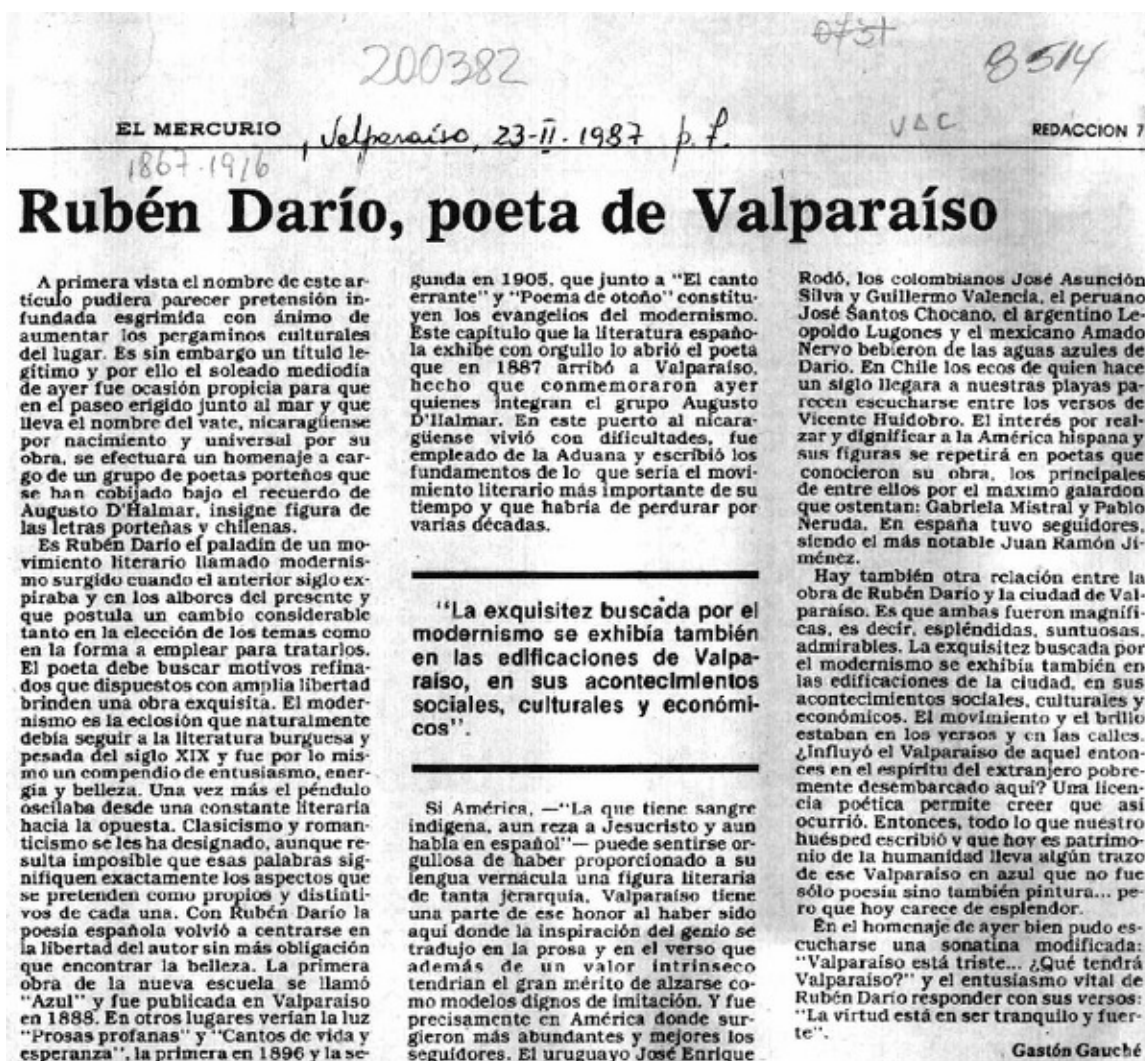 200382
0731
8514
EL MERCURIO
, Valparaíso, 23-II-1987 p. 7.
VAC
REDACCION 7
1867-1916
Rubén Darío, poeta de Valparaíso
A primera vista el nombre de este ar-
tículo pudiera parecer pretensión in-
fundada esgrimida con ánimo de
aumentar los pergaminos culturales
del lugar. Es sin embargo un título le-
gítimo y por ello el soleado mediodía
de ayer fue ocasión propicia para que
en el paseo erigido junto al mar y que
lleva el nombre del vate, nicaragüense
por nacimiento y universal por su
obra, se efectuara un homenaje a car-
go de un grupo de poetas porteños que
se han cobijado bajo el recuerdo de
Augusto D'Halmar, insigne figura de
las letras porteñas y chilenas.
Es Rubén Darío el paladín de un mo-
vimiento literario llamado modernis-
mo surgido cuando el anterior siglo ex-
piraba y en los albores del presente y
que postula un cambio considerable
tanto en la elección de los temas como
en la forma a emplear para tratarlos.
El poeta debe buscar motivos refina-
dos que dispuestos con amplia libertad
brinden una obra exquisita. El moder-
nismo es la eclosión que naturalmente
debía seguir a la literatura burguesa y
pesada del siglo XIX y fue por lo mis-
mo un compendio de entusiasmo, ener-
gía y belleza. Una vez más el péndulo
oscilaba desde una constante literaria
hacia la opuesta. Clasicismo y roman-
ticismo se les ha designado, aunque re-
sulta imposible que esas palabras sig-
nifiquen exactamente los aspectos que
se pretenden como propios y distinti-
vos de cada una. Con Rubén Darío la
poesía española volvió a centrarse en
la libertad del autor sin más obligación
que encontrar la belleza. La primera
obra de la nueva escuela se llamó
"Azul" y fue publicada en Valparaíso
en 1888. En otros lugares verían la luz
"Prosas profanas" y "Cantos de vida y
esperanza", la primera en 1896 y la se-
gunda en 1905, que junto a "El canto
errante" y "Poema de otoño" constitu-
yen los evangelios del modernismo.
Este capítulo que la literatura españo-
la exhibe con orgullo lo abrió el poeta
que en 1887 arribó a Valparaíso,
hecho que conmemoraron ayer
quienes integran el grupo Augusto
D'Halmar. En este puerto al nicara-
güense vivió con dificultades, fue
empleado de la Aduana y escribió los
fundamentos de lo que sería el movi-
miento literario más importante de su
tiempo y que habría de perdurar por
varias décadas.
"La exquisitez buscada por el
modernismo se exhibía también
en las edificaciones de Valpa-
raíso, en sus acontecimientos
sociales, culturales y económi-
cos".
Si América, —"La que tiene sangre
indígena, aun reza a Jesucristo y aun
habla en español"— puede sentirse or-
gullosa de haber proporcionado a su
lengua vernácula una figura literaria
de tanta jerarquía, Valparaíso tiene
una parte de ese honor al haber sido
aquí donde la inspiración del genio se
tradujo en la prosa y en el verso que
además de un valor intrínseco
tendrían el gran mérito de alzarse co-
mo modelos dignos de imitación. Y fue
precisamente en América donde sur-
gieron más abundantes y mejores los
seguidores. El uruguayo José Enrique
Rodó, los colombianos José Asunción
Silva y Guillermo Valencia, el peruano
José Santos Chocano, el argentino Le-
opoldo Lugones y el mexicano Amado
Nervo bebieron de las aguas azules de
Darío. En Chile los ecos de quien hace
un siglo llegara a nuestras playas pa-
recen escucharse entre los versos de
Vicente Huidobro. El interés por real-
zar y dignificar a la América hispana y
sus figuras se repetirá en poetas que
conocieron su obra, los principales
de entre ellos por el máximo galardón
que ostentan: Gabriela Mistral y Pablo
Neruda. En españa tuvo seguidores,
siendo el más notable Juan Ramón Ji-
ménez.
Hay también otra relación entre la
obra de Rubén Darío y la ciudad de Val-
paraíso. Es que ambas fueron magnífi-
cas, es decir, espléndidas, suntuosas,
admirables. La exquisitez buscada por
el modernismo se exhibía también en
las edificaciones de la ciudad, en sus
acontecimientos sociales, culturales y
económicos. El movimiento y el brillo
estaban en los versos y en las calles.
¿Influyó el Valparaíso de aquel enton-
ces en el espíritu del extranjero pobre-
mente desembarcado aquí? Una licen-
cia poética permite creer que así
ocurrió. Entonces, todo lo que nuestro
huésped escribió y que hoy es patrimo-
nio de la humanidad lleva algún trazo
de ese Valparaíso en azul que no fue
sólo poesía sino también pintura... pe-
ro que hoy carece de esplendor.
En el homenaje de ayer bien pudo es-
cucharse una sonatina modificada:
"Valparaíso está triste... ¿Qué tendrá
Valparaíso?" y el entusiasmo vital de
Rubén Darío responder con sus versos:
"La virtud está en ser tranquilo y fuer-
te".
Gastón Gauché